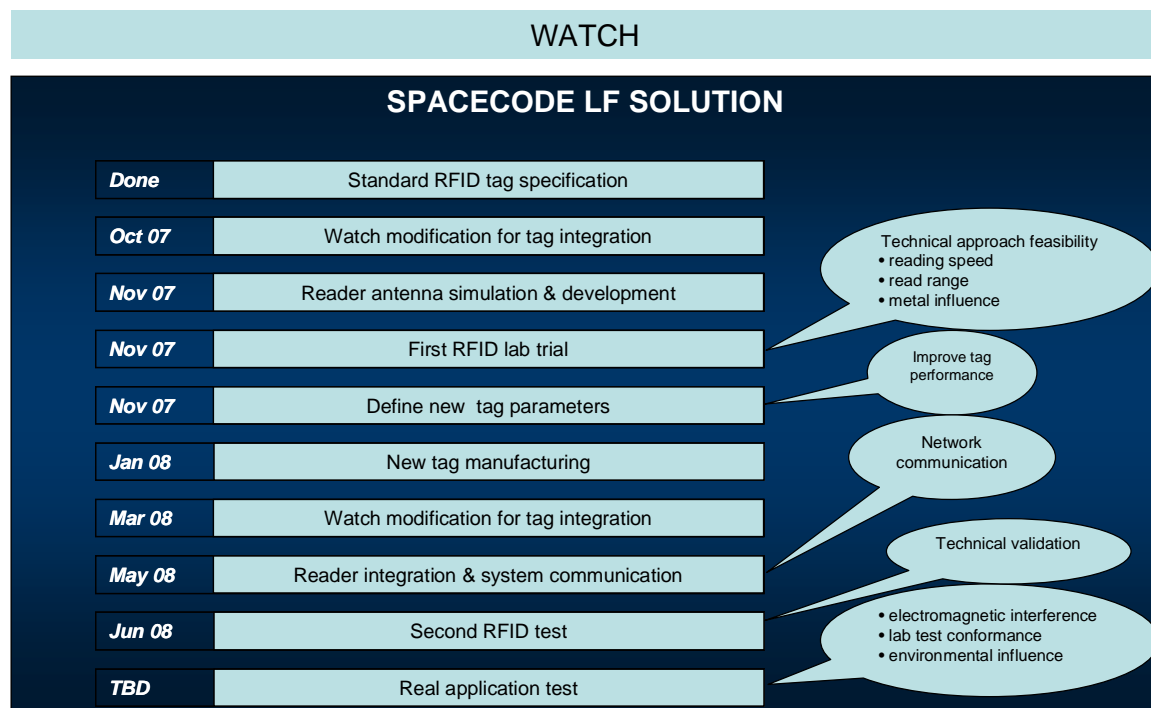 WATCH
SPACECODE LF SOLUTION
Done Standard RFID tag specification
Oct 07 Watch modification for tag integration
Nov 07 Reader antenna simulation & development
Nov 07 First RFID lab trial
Nov 07 Define new tag parameters
Jan 08 New tag manufacturing
Mar 08 Watch modification for tag integration
May 08 Reader integration & system communication
Jun 08 Second RFID test
TBD Real application test
Technical approach feasibility
• reading speed
• read range
• metal influence
Improve tag
performance
Network
communication
Technical validation
• electromagnetic interference
• lab test conformance
• environmental influence